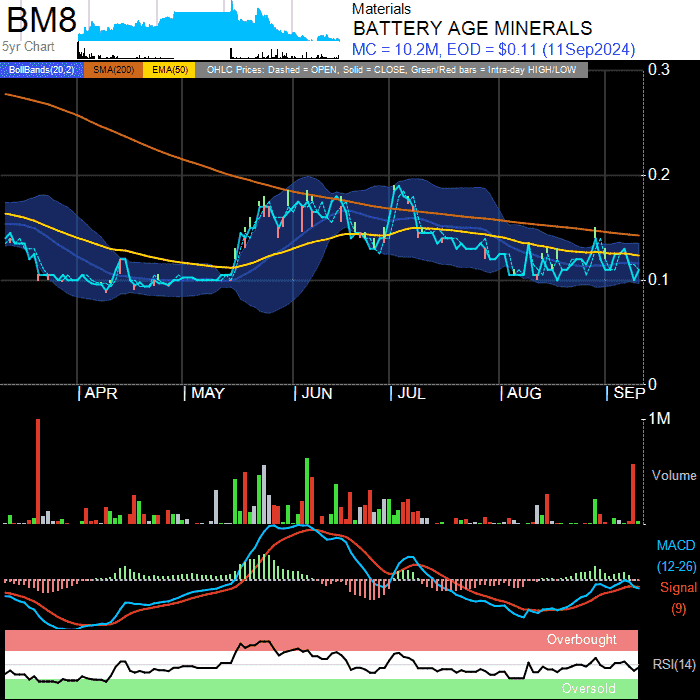 BM8
5yr Chart
Materials
BATTERY AGE MINERALS
MC = 10.2M, EOD = $0.11 (11Sep2024)
BollBands(20,2) SMA(200) EMA(50) OHLC Prices: Dashed = OPEN, Solid = CLOSE, Green/Red bars = Intra-day HIGH/LOW
0.3
0.2
0.1
0
| APR | MAY | JUN | JUL | AUG | SEP
1M
Volume
MACD
(12-26)
Signal
(9)
Overbought
RSI(14)
Oversold